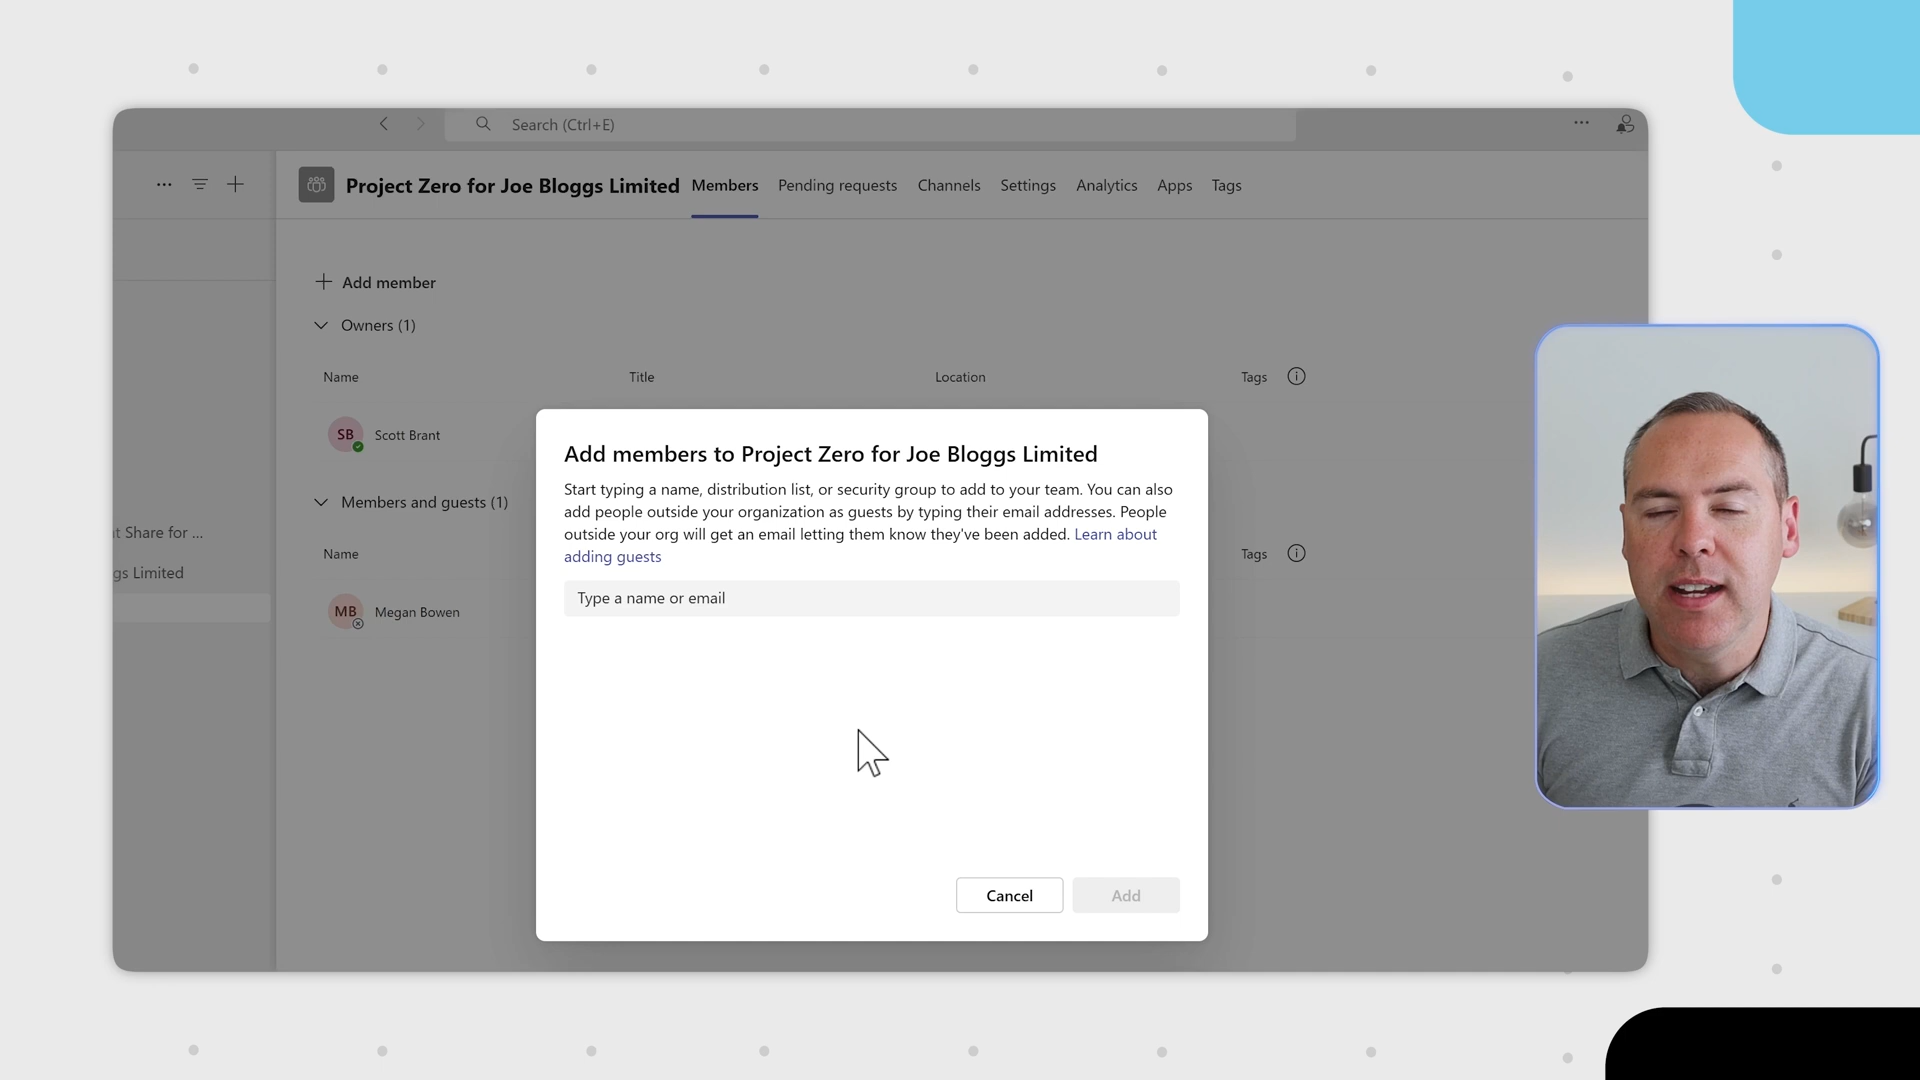 Search (Ctrl+E)
Project Zero for Joe Bloggs Limited Members Pending requests Channels Settings Analytics Apps Tags
Add member
Owners (1)
Name Title Location Tags
SB Scott Brant
Members and guests (1)
Name Tags
MB Megan Bowen
t Share for ...
gs Limited
Add members to Project Zero for Joe Bloggs Limited
Start typing a name, distribution list, or security group to add to your team. You can also
add people outside your organization as guests by typing their email addresses. People
outside your org will get an email letting them know they've been added. Learn about
adding guests
Type a name or email
Cancel Add